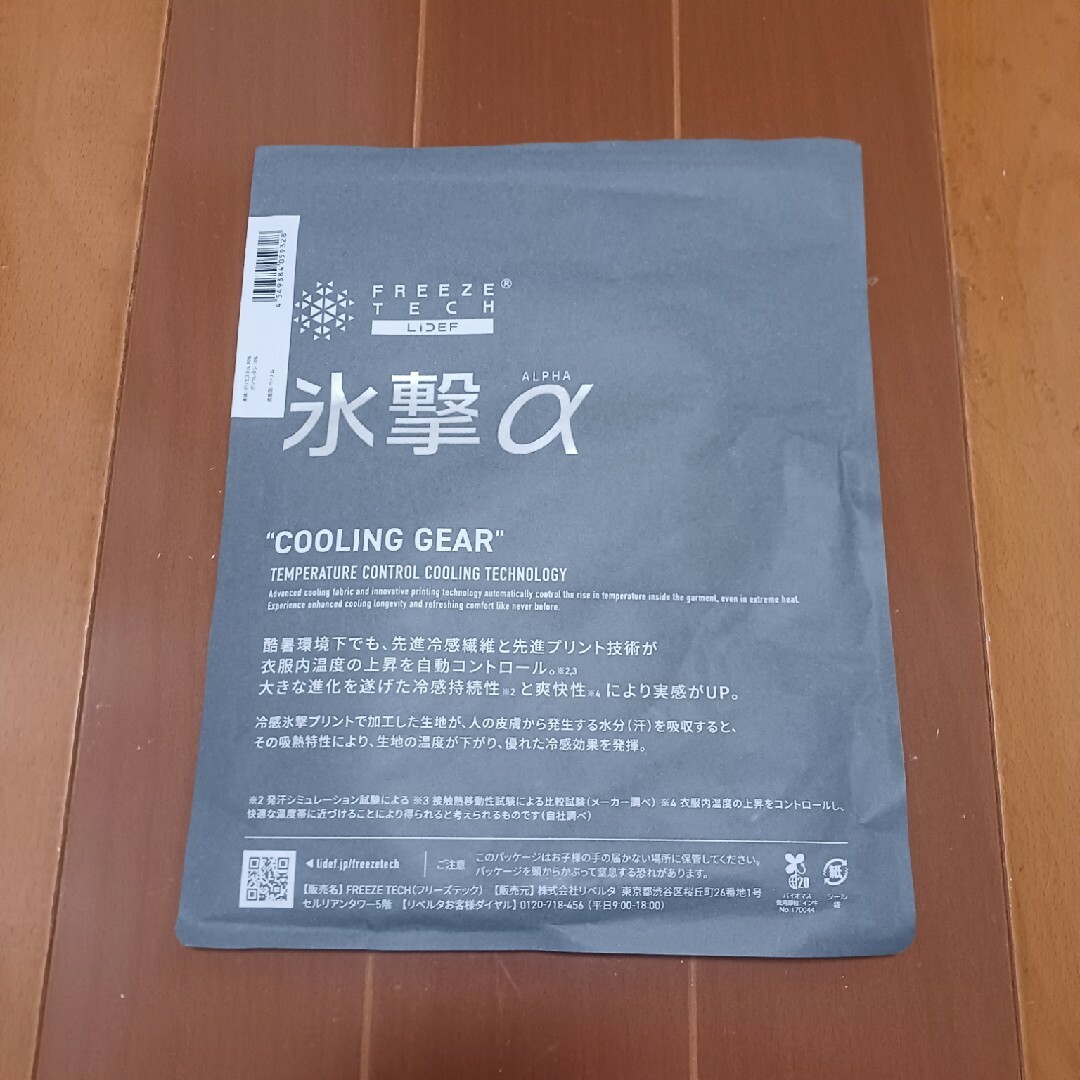 4 549384 059328
FREEZE
TECH®
LIDEF
氷撃 α
ALPHA
"COOLING GEAR"
TEMPERATURE CONTROL COOLING TECHNOLOGY
Advanced cooling fabric and innovative printing technology automatically control the rise in temperature inside the garment, even in extreme heat.
Experience enhanced cooling longevity and refreshing comfort like never before.
酷暑環境下でも、先進冷感繊維と先進プリント技術が
衣服内温度の上昇を自動コントロール。※2,3
大きな進化を遂げた冷感持続性※2 と爽快性※4 により実感がUP。
冷感氷撃プリントで加工した生地が、人の皮膚から発生する水分(汗)を吸収すると、
その吸熱特性により、生地の温度が下がり、優れた冷感効果を発揮。
※2 発汗シミュレーション試験による ※3 接触熱移動性試験による比較試験(メーカー調べ) ※4 衣服内温度の上昇をコントロールし、
快適な温度帯に近づけることにより得られると考えられるものです(自社調べ)
◀ lidef.jp/freezetech
ご注意
このパッケージはお子様の手の届かない場所に保管してください。
パッケージを頭からかぶって窒息する恐れがあります。
【販売名】FREEZE TECH(フリーズテック) 【販売元】株式会社リベルタ 東京都渋谷区桜丘町26番地1号
セルリアンタワー5階 【リベルタお客様ダイヤル】0120-718-456 (平日9:00-18:00)
バイオマス
No.170044
紙
シール